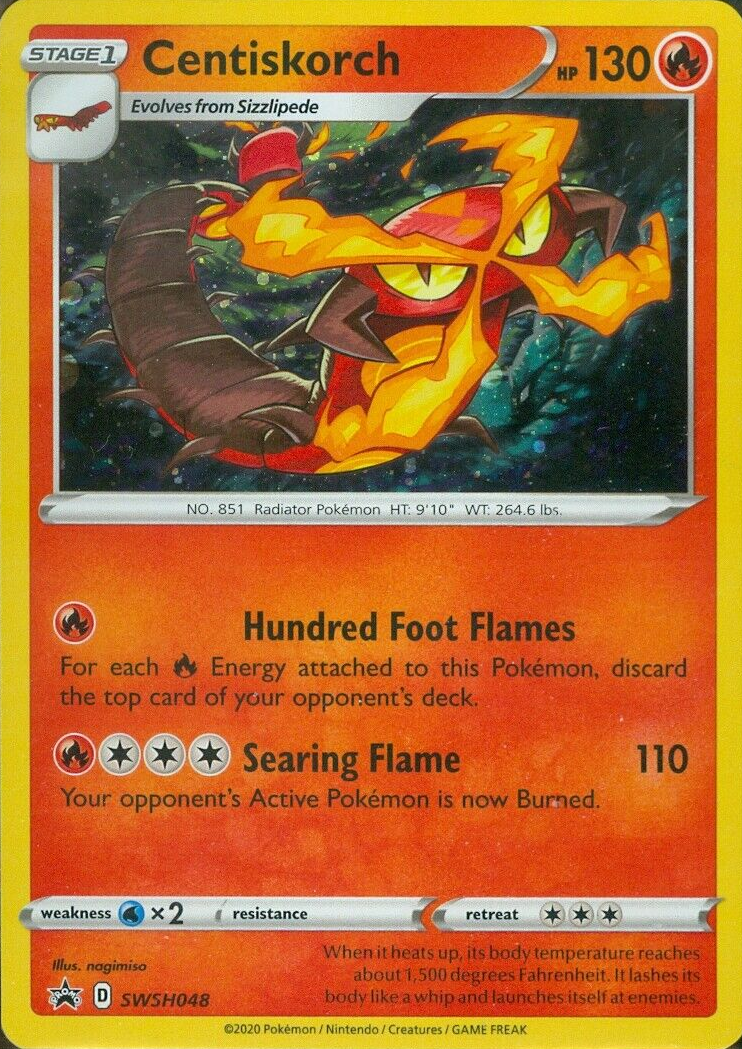 STAGE1
Centiskorch
HP 130
Evolves from Sizzlipede
NO. 851 Radiator Pokémon HT: 9'10" WT: 264.6 lbs.
Hundred Foot Flames
For each Energy attached to this Pokémon, discard
the top card of your opponent's deck.
Searing Flame 110
Your opponent's Active Pokémon is now Burned.
weakness ×2 resistance retreat
Illus. nagimiso
When it heats up, its body temperature reaches
about 1,500 degrees Fahrenheit. It lashes its
body like a whip and launches itself at enemies.
PROMO D SWSH048
©2020 Pokémon / Nintendo / Creatures / GAME FREAK